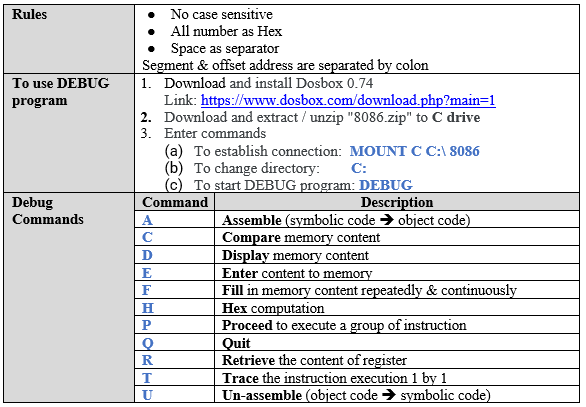 Rules
● No case sensitive
● All number as Hex
● Space as separator
Segment & offset address are separated by colon
To use DEBUG program
1. Download and install Dosbox 0.74
Link: https://www.dosbox.com/download.php?main=1
2. Download and extract / unzip "8086.zip" to C drive
3. Enter commands
(a) To establish connection: MOUNT C C:\ 8086
(b) To change directory: C:
(c) To start DEBUG program: DEBUG
Debug Commands
Command Description
A Assemble (symbolic code ➔ object code)
C Compare memory content
D Display memory content
E Enter content to memory
F Fill in memory content repeatedly & continuously
H Hex computation
P Proceed to execute a group of instruction
Q Quit
R Retrieve the content of register
T Trace the instruction execution 1 by 1
U Un-assemble (object code ➔ symbolic code)